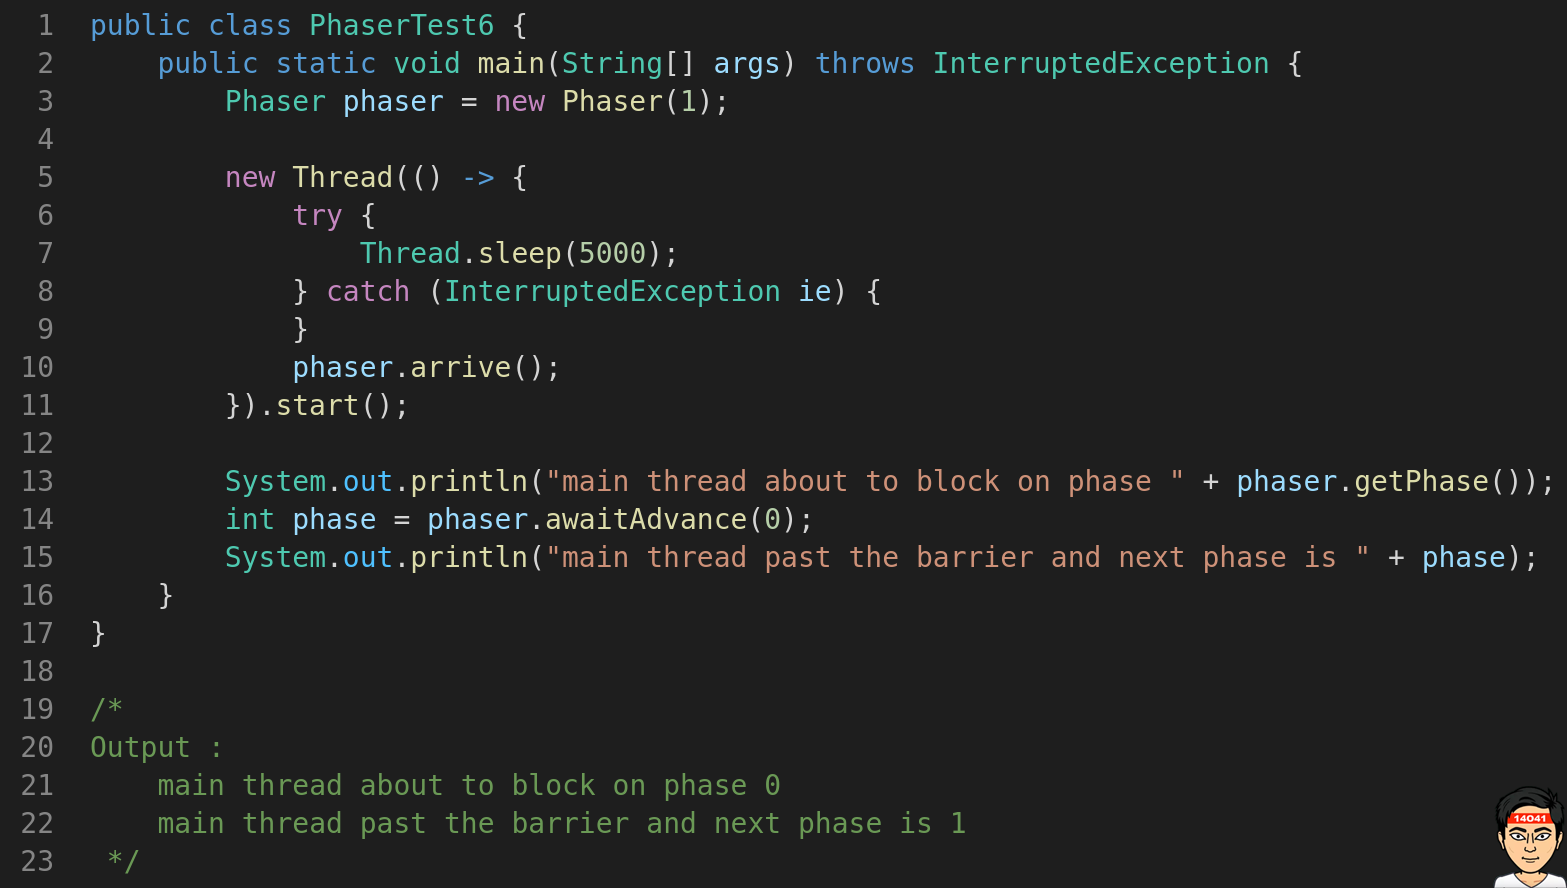 1 public class PhaserTest6 {
2     public static void main(String[] args) throws InterruptedException {
3         Phaser phaser = new Phaser(1);
4
5         new Thread(() -> {
6             try {
7                 Thread.sleep(5000);
8             } catch (InterruptedException ie) {
9             }
10             phaser.arrive();
11         }).start();
12
13         System.out.println("main thread about to block on phase " + phaser.getPhase());
14         int phase = phaser.awaitAdvance(0);
15         System.out.println("main thread past the barrier and next phase is " + phase);
16     }
17 }
18
19 /*
20 Output :
21     main thread about to block on phase 0
22     main thread past the barrier and next phase is 1
23  */
14041